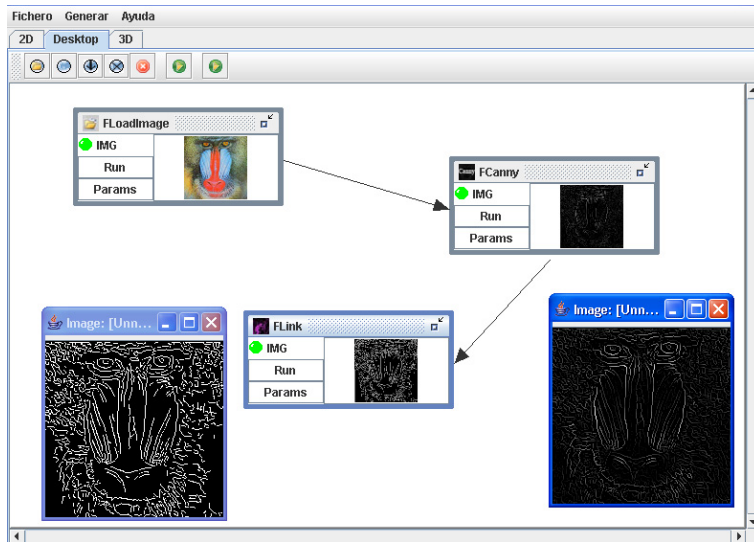 Fichero Generar Ayuda
2D Desktop 3D
FLoadImage
IMG
Run
Params
Canny FCanny
IMG
Run
Params
Image: [Unn...
FLink
IMG
Run
Params
Image: [Unn...